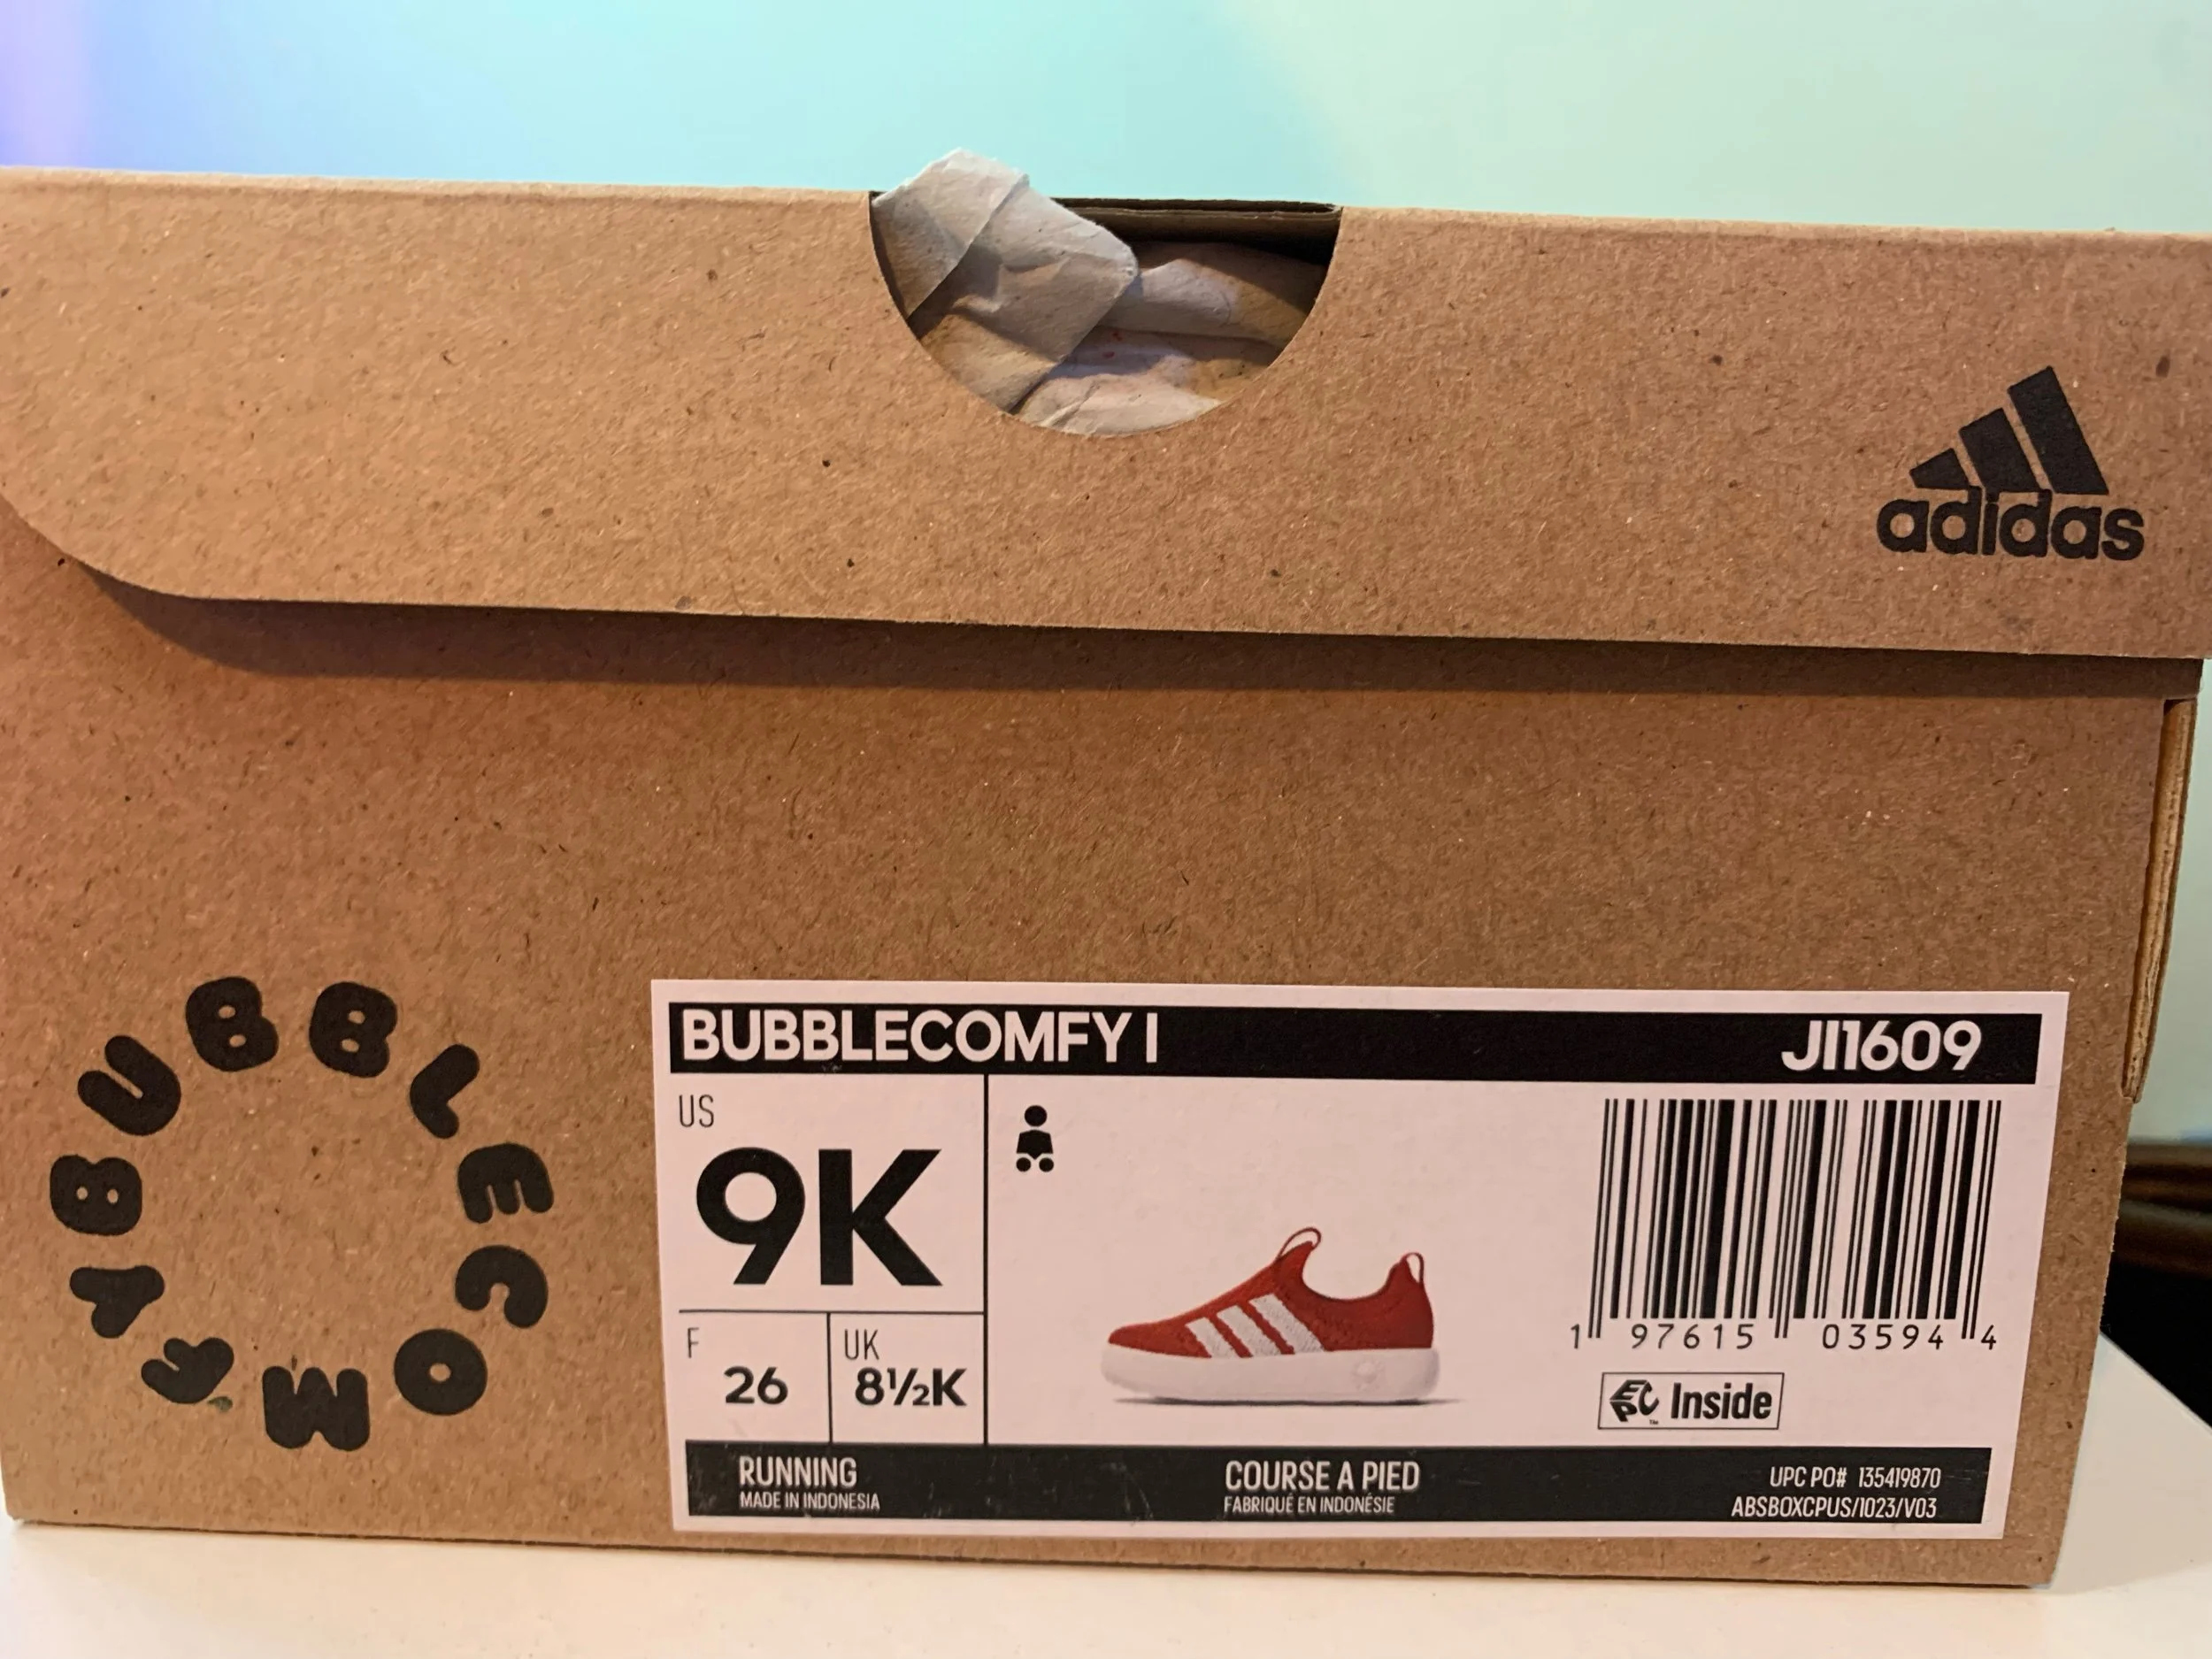 adidas
BUBBLECOMFY
BUBBLECOMFY I
JI1609
US
9K
F
26
UK
8½K
1 97615 03594 4
EPC™ Inside
RUNNING
MADE IN INDONESIA
COURSE A PIED
FABRIQUÉ EN INDONÉSIE
UPC PO# 135419870
ABSBOXCPUS/1023/V03